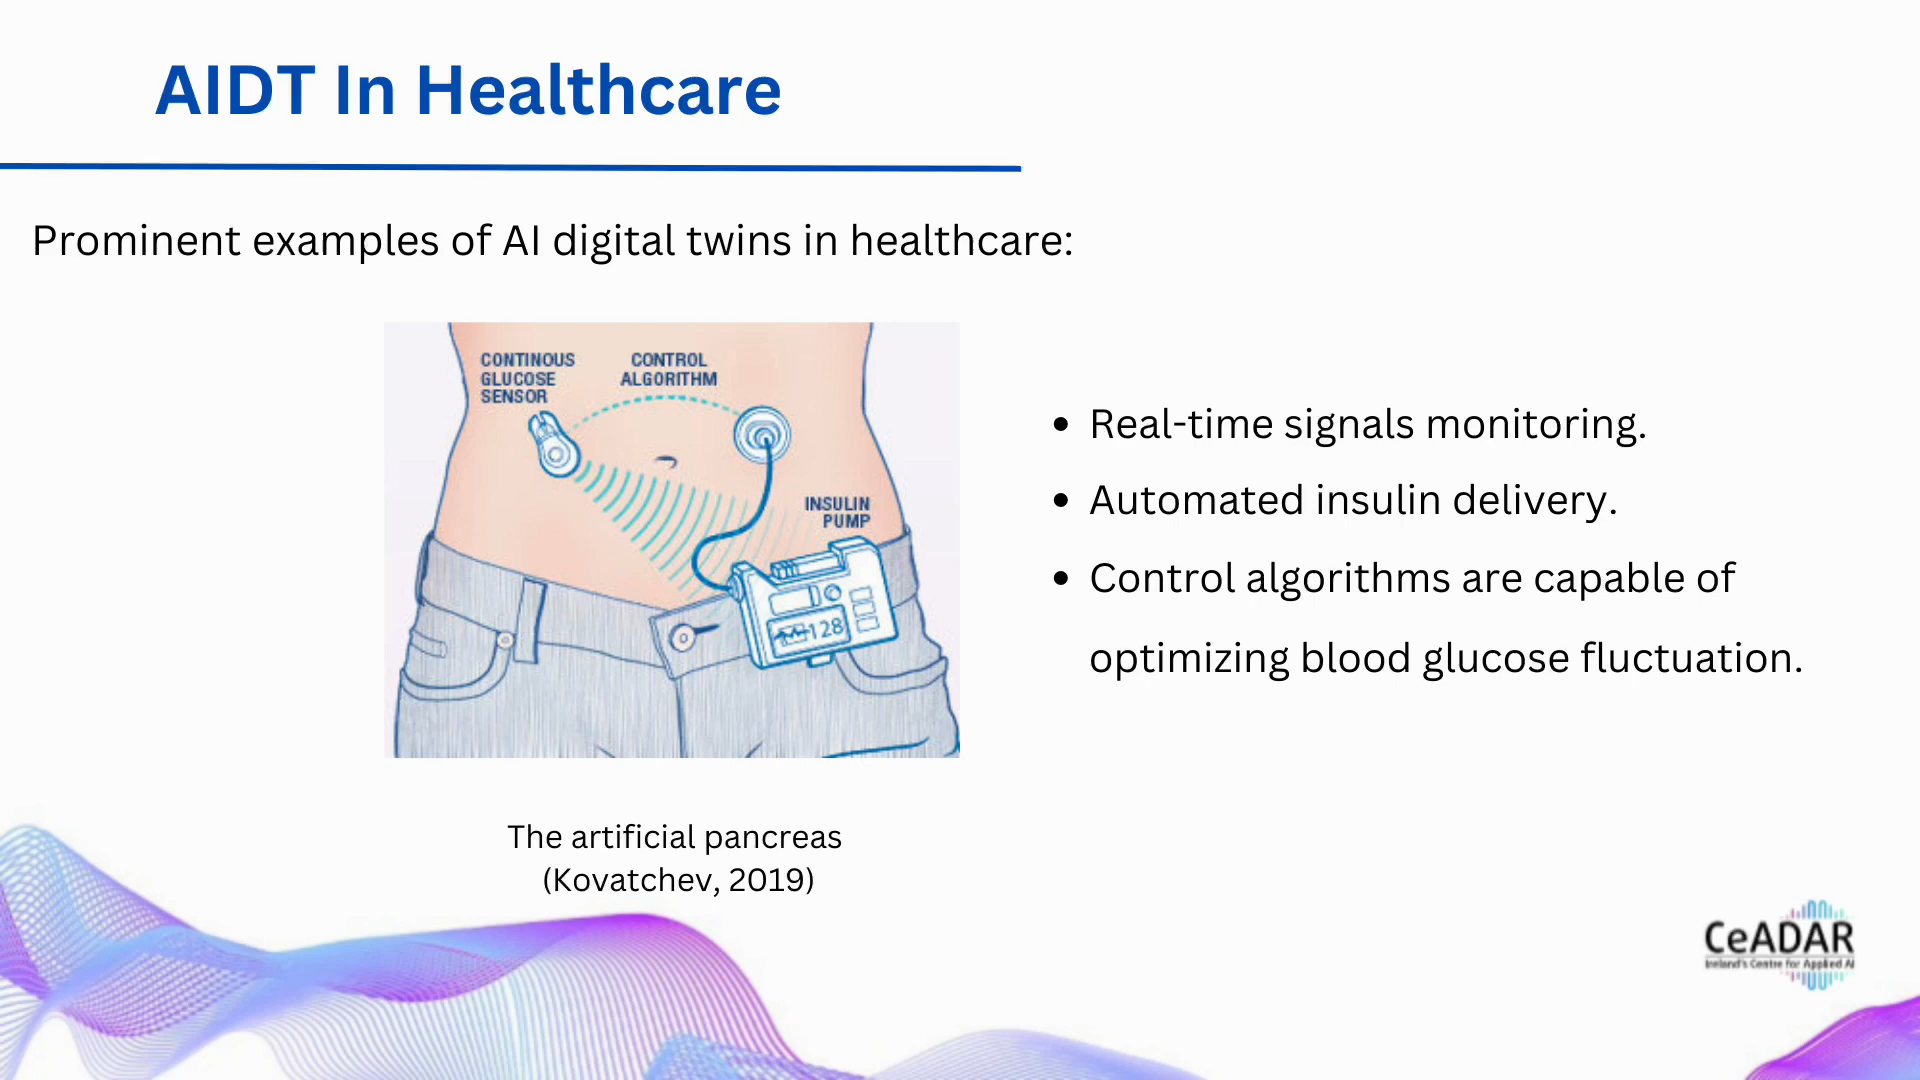 AIDT In Healthcare
Prominent examples of AI digital twins in healthcare:
CONTINOUS
GLUCOSE
SENSOR
CONTROL
ALGORITHM
INSULIN
PUMP
128
• Real-time signals monitoring.
• Automated insulin delivery.
• Control algorithms are capable of
optimizing blood glucose fluctuation.
The artificial pancreas
(Kovatchev, 2019)
CeADAR
Ireland's Centre for Applied AI